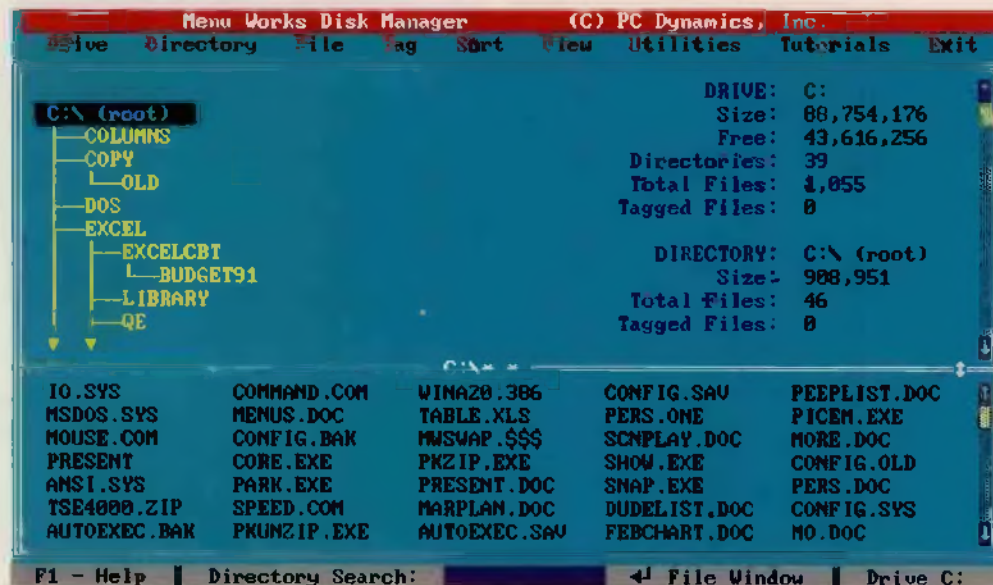 Menu Works Disk Manager (C) PC Dynamics, Inc.
Drive Directory File Tag Sort View Utilities Tutorials Exit
C:\ (root)
COLUMNS
COPY
OLD
DOS
EXCEL
EXCELCBT
BUDGET91
LIBRARY
QE
DRIVE: C:
Size: 88,754,176
Free: 43,616,256
Directories: 39
Total Files: 1,055
Tagged Files: 0
DIRECTORY: C:\ (root)
Size: 908,951
Total Files: 46
Tagged Files: 0
C:\*.*
IO.SYS COMMAND.COM WINA20.386 CONFIG.SAV PEEPLIST.DOC
MSDOS.SYS MENUS.DOC TABLE.XLS PERS.ONE PICEM.EXE
MOUSE.COM CONFIG.BAK MWSWAP.$$$ SCNPLAY.DOC MORE.DOC
PRESENT CORE.EXE PKZIP.EXE SHOW.EXE CONFIG.OLD
ANSI.SYS PARK.EXE PRESENT.DOC SNAP.EXE PERS.DOC
TSE4000.ZIP SPEED.COM MARPLAN.DOC DUDELIST.DOC CONFIG.SYS
AUTOEXEC.BAK PKUNZIP.EXE AUTOEXEC.SAV FEBCHART.DOC MO.DOC
F1 - Help Directory Search: ↵ File Window Drive C: